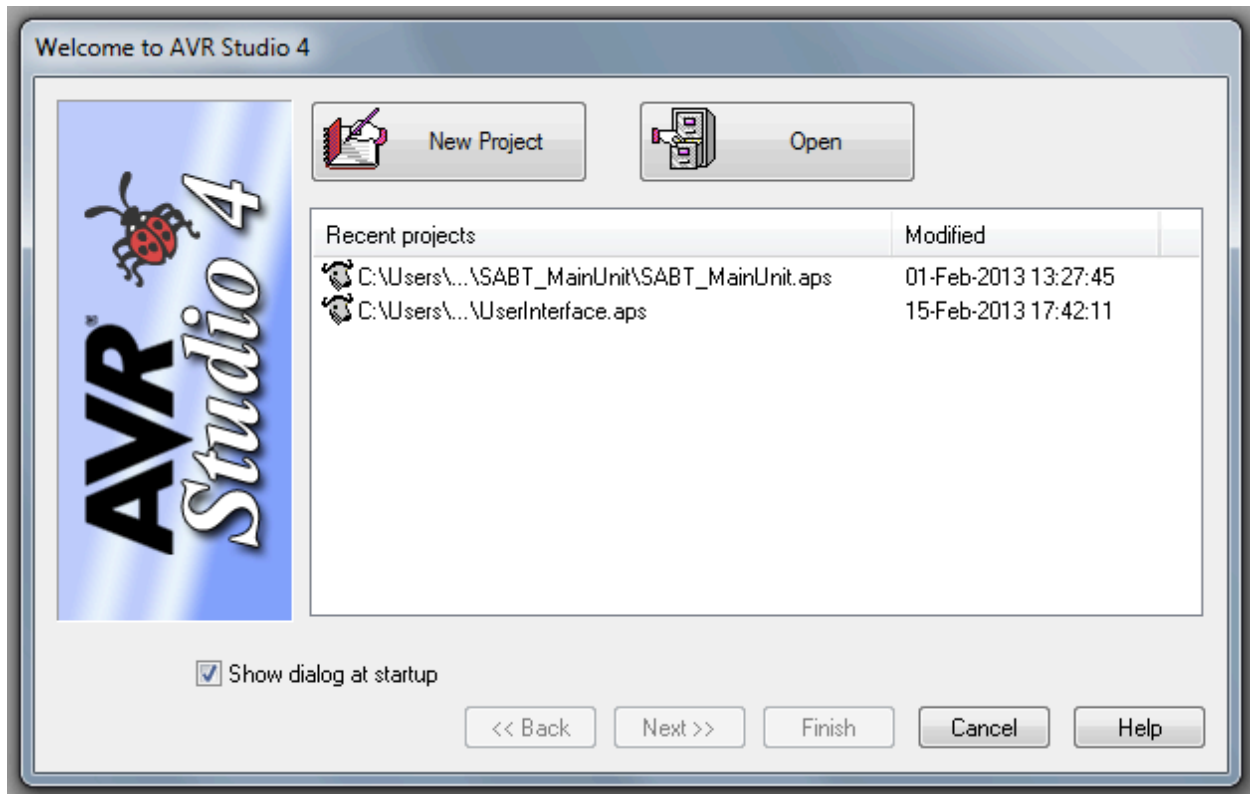 Welcome to AVR Studio 4
AVR®
Studio 4
New Project
Open
Recent projects Modified
C:\Users\...\SABT_MainUnit\SABT_MainUnit.aps 01-Feb-2013 13:27:45
C:\Users\...\UserInterface.aps 15-Feb-2013 17:42:11
Show dialog at startup
<< Back Next >> Finish Cancel Help